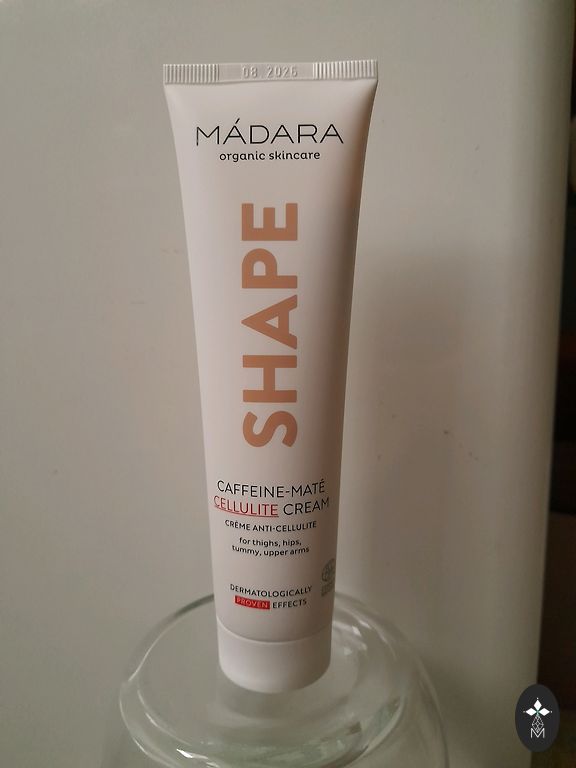 08 2025
MÁDARA
organic skincare
SHAPE
CAFFEINE-MATÉ
CELLULITE CREAM
CRÈME ANTI-CELLULITE
for thighs, hips,
tummy, upper arms
DERMATOLOGICALLY
PROVEN EFFECTS